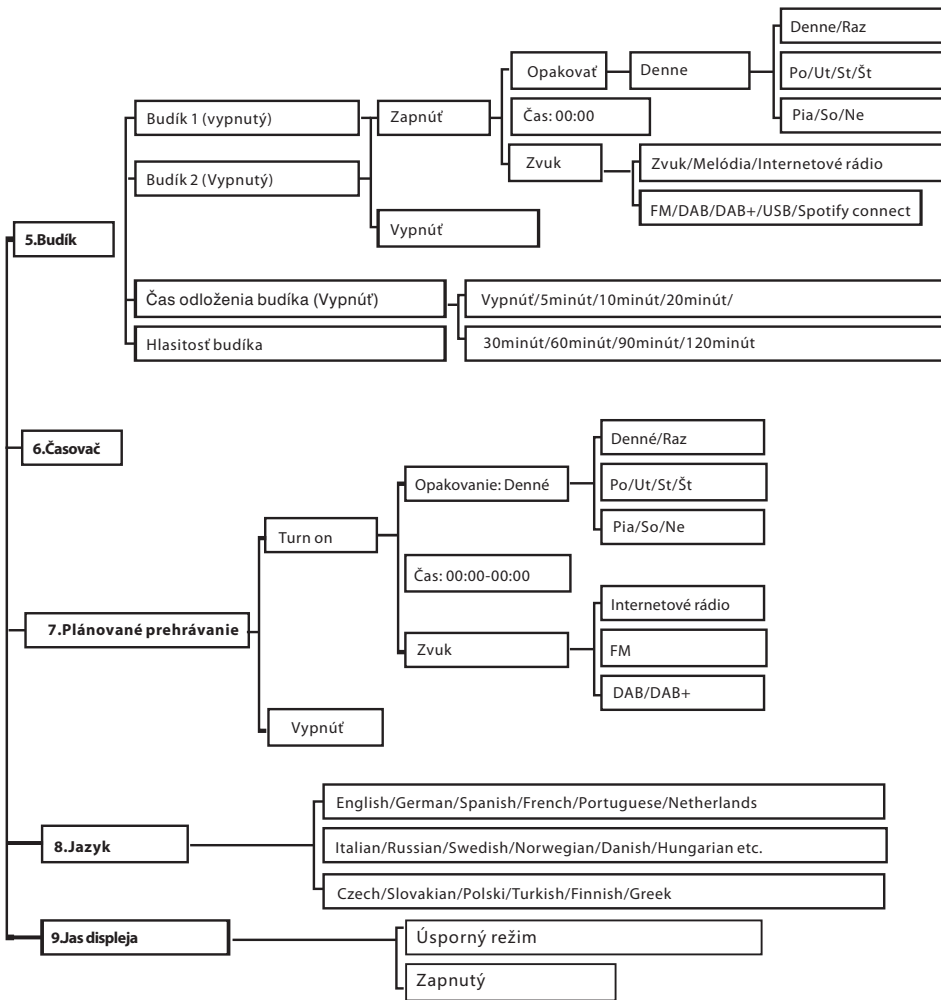 5.Budík
Budík 1 (vypnutý)
Budík 2 (Vypnutý)
Zapnúť
Opakovať
Denne
Denne/Raz
Po/Ut/St/Št
Pia/So/Ne
Čas: 00:00
Zvuk
Zvuk/Melódia/Internetové rádio
FM/DAB/DAB+/USB/Spotify connect
Vypnúť
Čas odloženia budíka (Vypnúť)
Vypnúť/5minút/10minút/20minút/
Hlasitosť budíka
30minút/60minút/90minút/120minút
6.Časovač
7.Plánované prehrávanie
Turn on
Opakovanie: Denné
Denné/Raz
Po/Ut/St/Št
Pia/So/Ne
Čas: 00:00-00:00
Zvuk
Internetové rádio
FM
DAB/DAB+
Vypnúť
8.Jazyk
English/German/Spanish/French/Portuguese/Netherlands
Italian/Russian/Swedish/Norwegian/Danish/Hungarian etc.
Czech/Slovakian/Polski/Turkish/Finnish/Greek
9.Jas displeja
Úsporný režim
Zapnutý